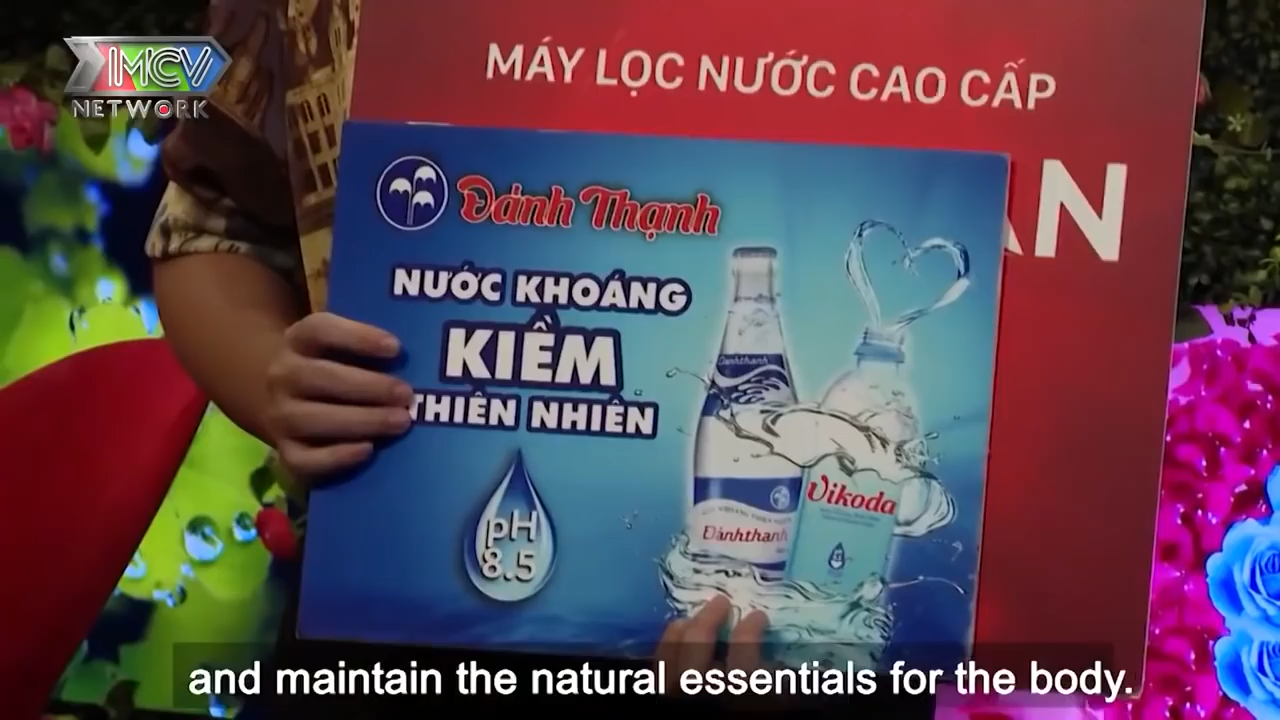 MCV
NETWORK
MÁY LỌC NƯỚC CAO CẤP
AN
Đảnh Thạnh
NƯỚC KHOÁNG
KIỀM
THIÊN NHIÊN
pH
8.5
Danhthanh
Vikoda
Đảnhthanh
and maintain the natural essentials for the body.